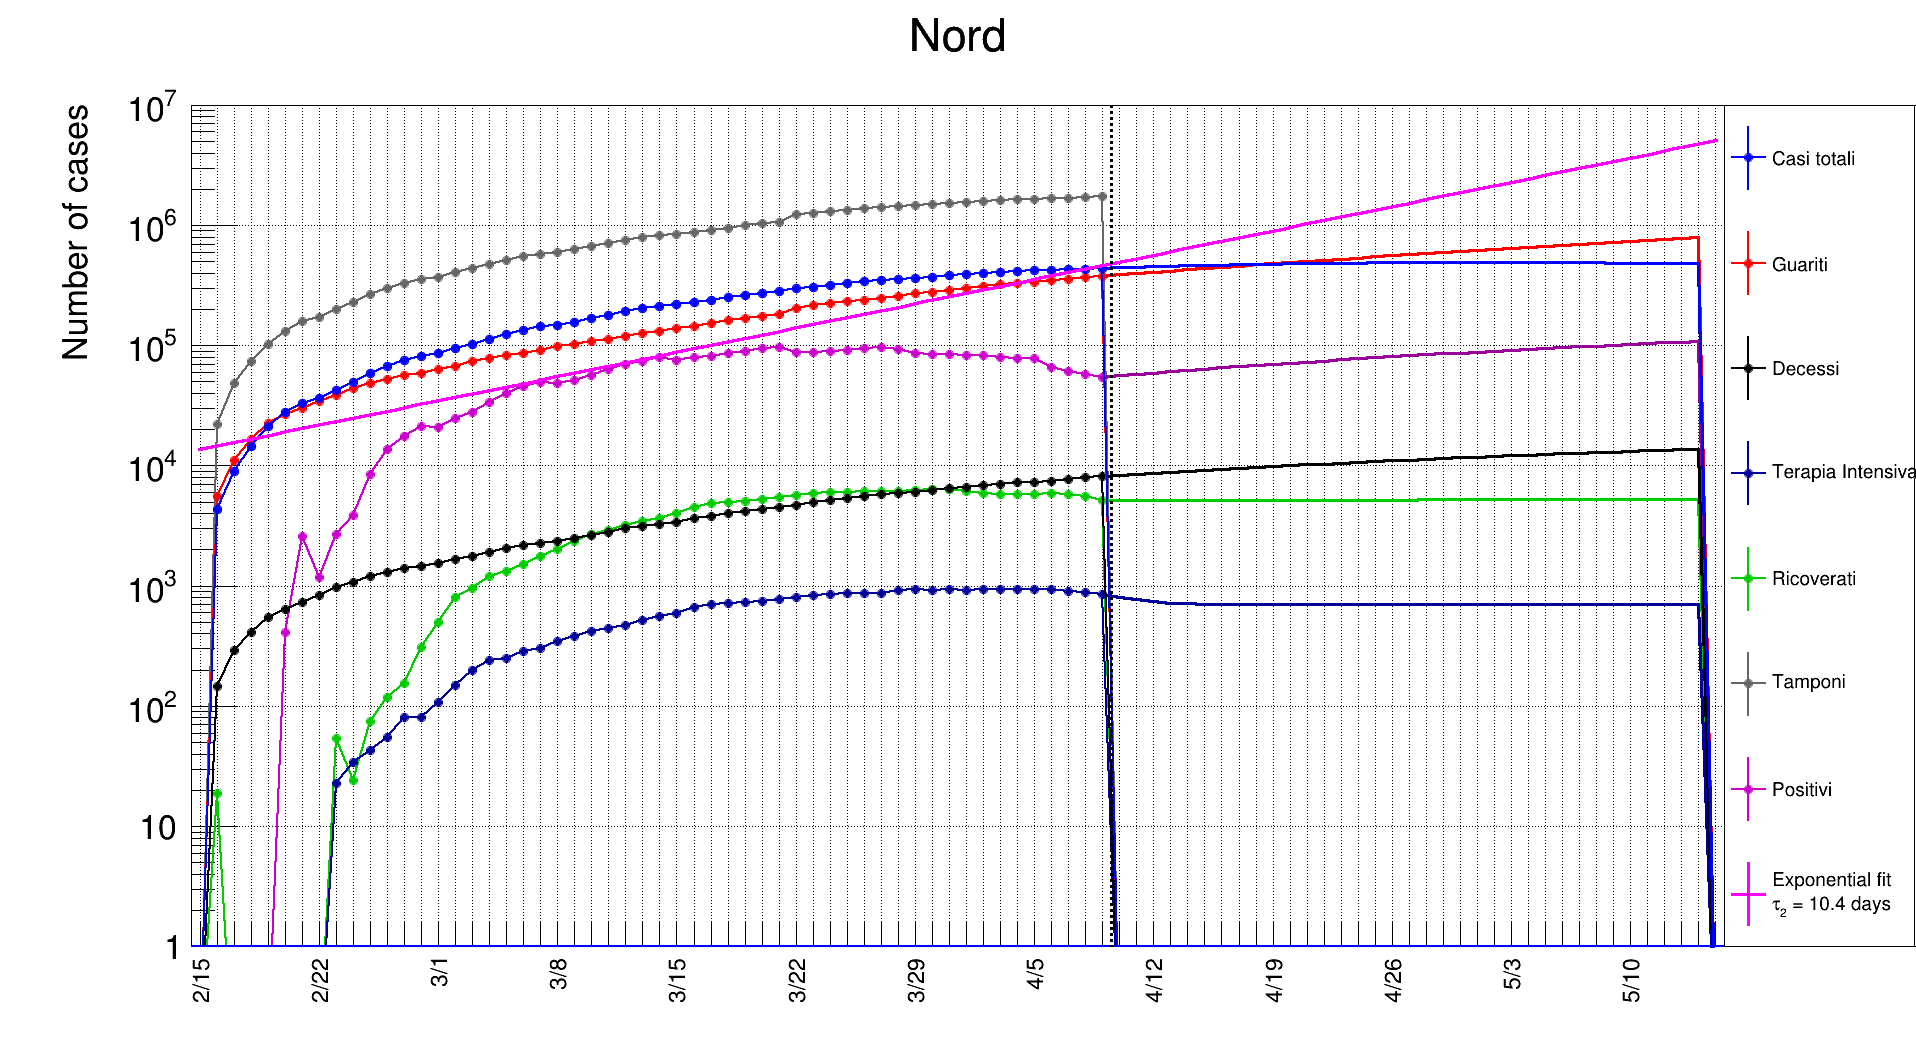 Nord
Number of cases
10^7
10^6
10^5
10^4
10^3
10^2
10
1
2/15 2/22 3/1 3/8 3/15 3/22 3/29 4/5 4/12 4/19 4/26 5/3 5/10
Casi totali
Guariti
Decessi
Terapia Intensiva
Ricoverati
Tamponi
Positivi
Exponential fit
τ_2 = 10.4 days